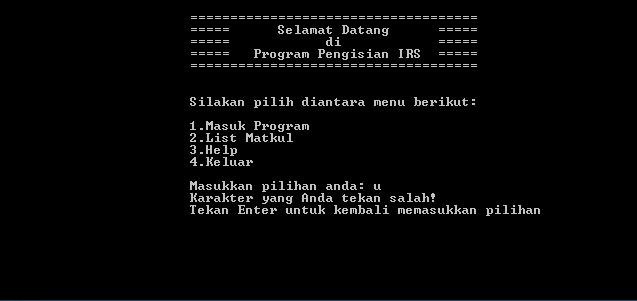 ====================================
===== Selamat Datang =====
===== di =====
===== Program Pengisian IRS =====
====================================
Silakan pilih diantara menu berikut:
1.Masuk Program
2.List Matkul
3.Help
4.Keluar
Masukkan pilihan anda: u
Karakter yang Anda tekan salah!
Tekan Enter untuk kembali memasukkan pilihan